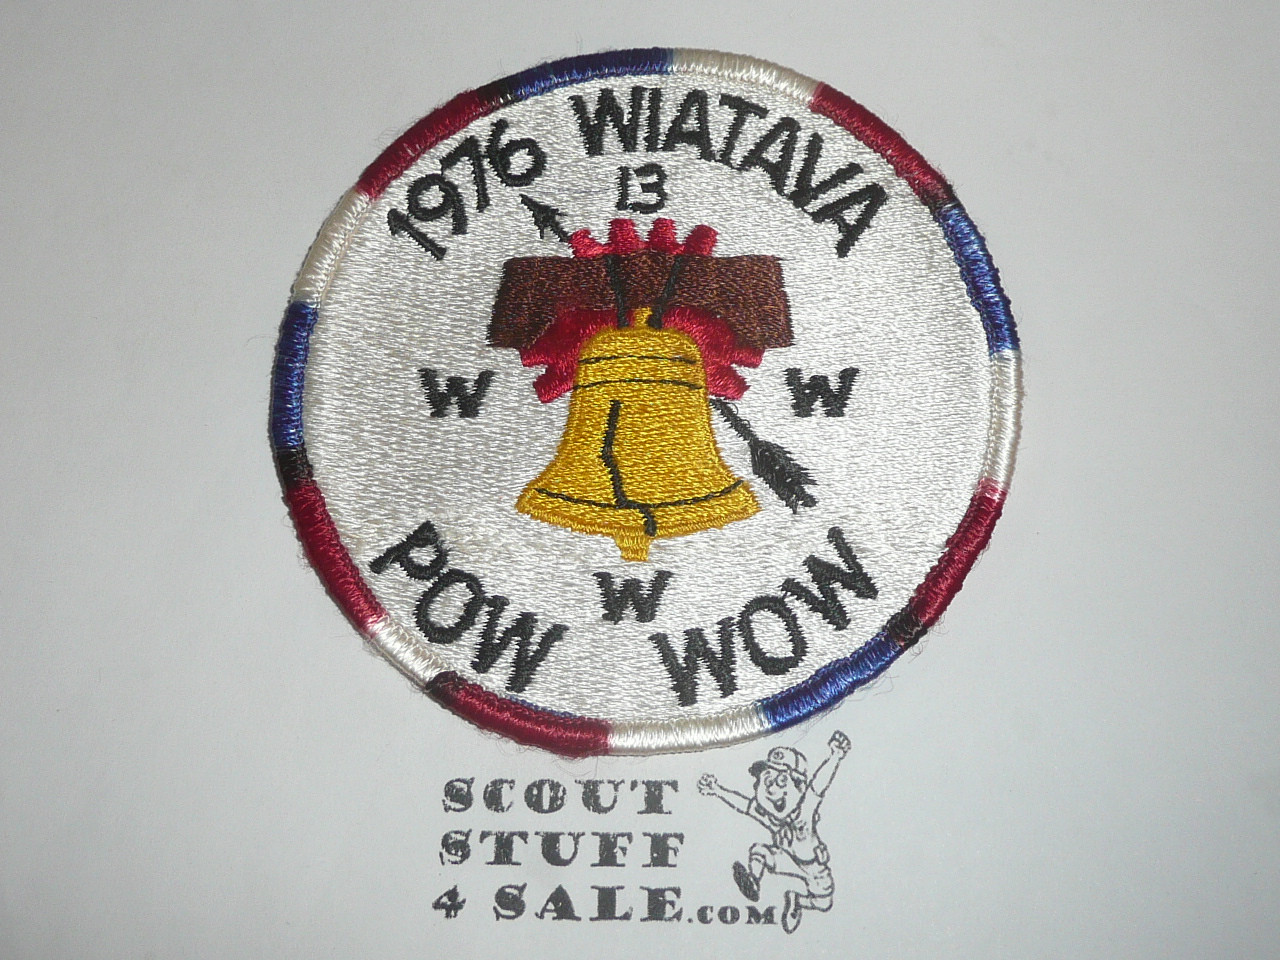 1976 WIATAVA
13
W W
W
POW WOW
SCOUT
STUFF
4 SALE.COM